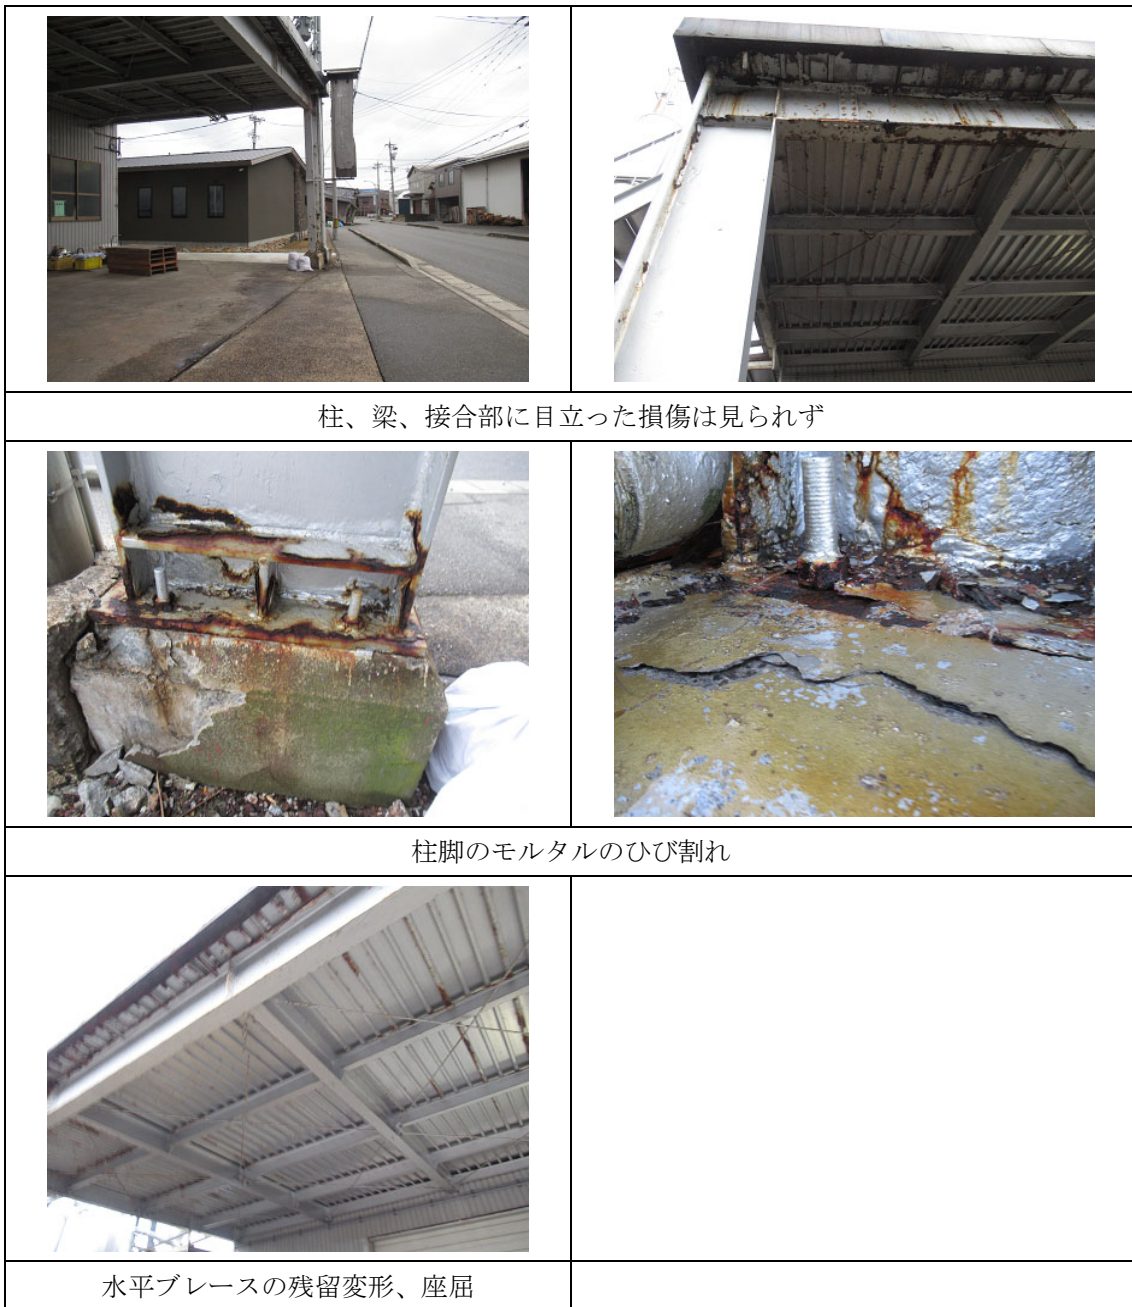 柱、梁、接合部に目立った損傷は見られず
柱脚のモルタルのひび割れ
水平ブレースの残留変形、座屈